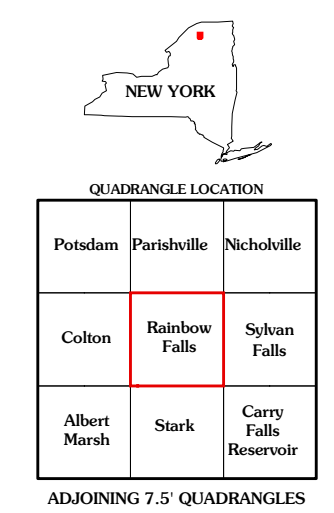 NEW YORK
QUADRANGLE LOCATION
Potsdam
Parishville
Nicholville
Colton
Rainbow
Falls
Sylvan
Falls
Albert
Marsh
Stark
Carry
Falls
Reservoir
ADJOINING 7.5' QUADRANGLES